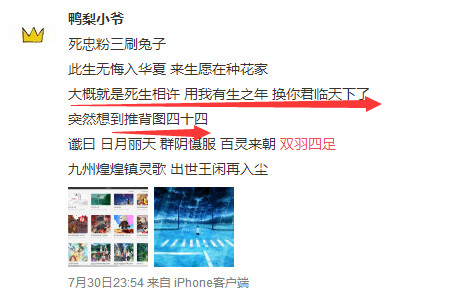 鸭梨小爷
死忠粉三刷兔子
此生无悔入华夏 来生愿在种花家
大概就是死生相许 用我有生之年 换你君临天下了
突然想到推背图四十四
谶曰 日月丽天 群阴慑服 百灵来朝 双羽四足
九州煌煌镇灵歌 出世王闲再入尘
7月30日23:54 来自 iPhone客户端